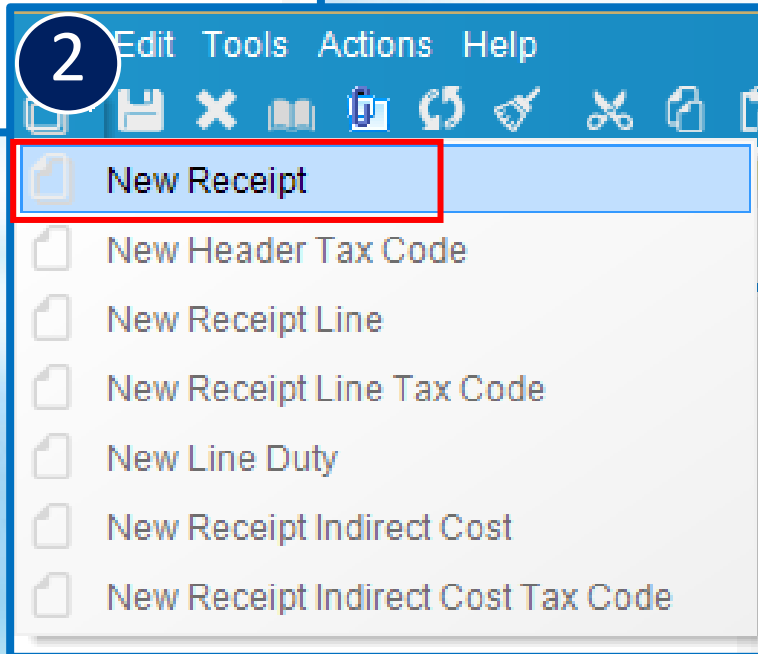 2
Edit Tools Actions Help
New Receipt
New Header Tax Code
New Receipt Line
New Receipt Line Tax Code
New Line Duty
New Receipt Indirect Cost
New Receipt Indirect Cost Tax Code